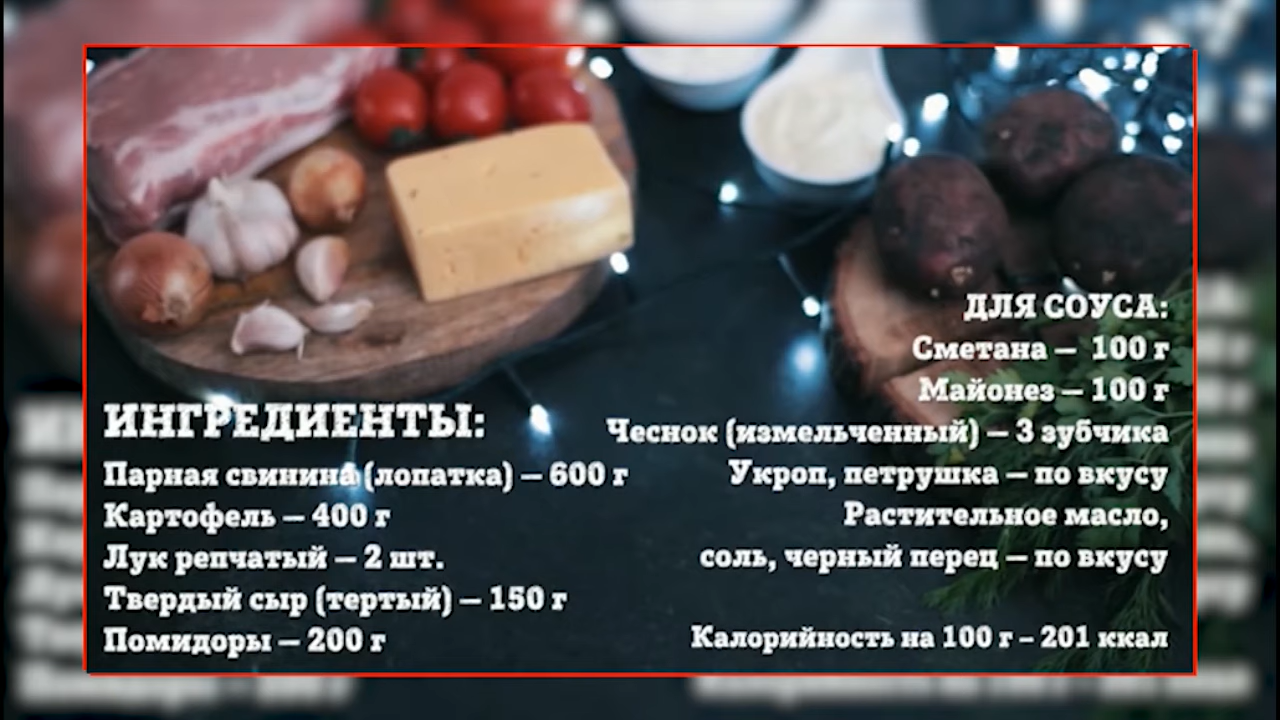 ИНГРЕДИЕНТЫ:
Парная свинина (лопатка) – 600 г
Картофель – 400 г
Лук репчатый – 2 шт.
Твердый сыр (тертый) – 150 г
Помидоры – 200 г
ДЛЯ СОУСА:
Сметана – 100 г
Майонез – 100 г
Чеснок (измельченный) – 3 зубчика
Укроп, петрушка – по вкусу
Растительное масло,
соль, черный перец – по вкусу
Калорийность на 100 г – 201 ккал